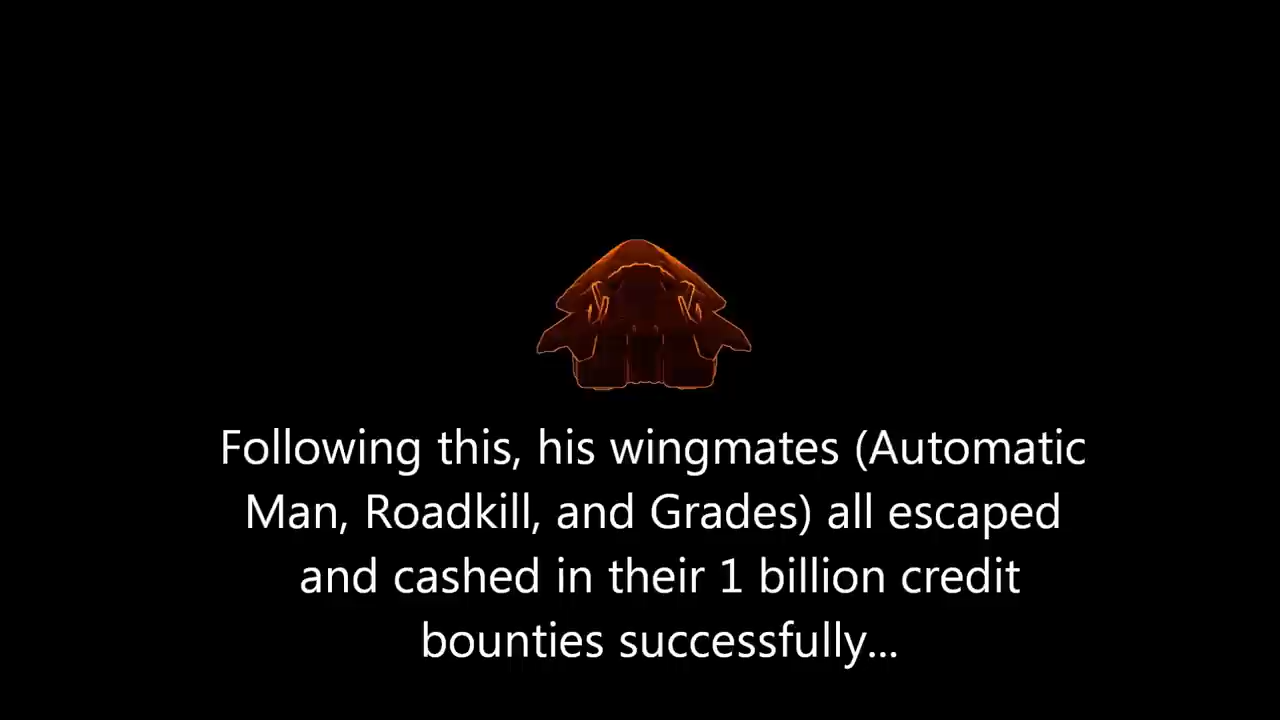 Following this, his wingmates (Automatic
Man, Roadkill, and Grades) all escaped
and cashed in their 1 billion credit
bounties successfully...